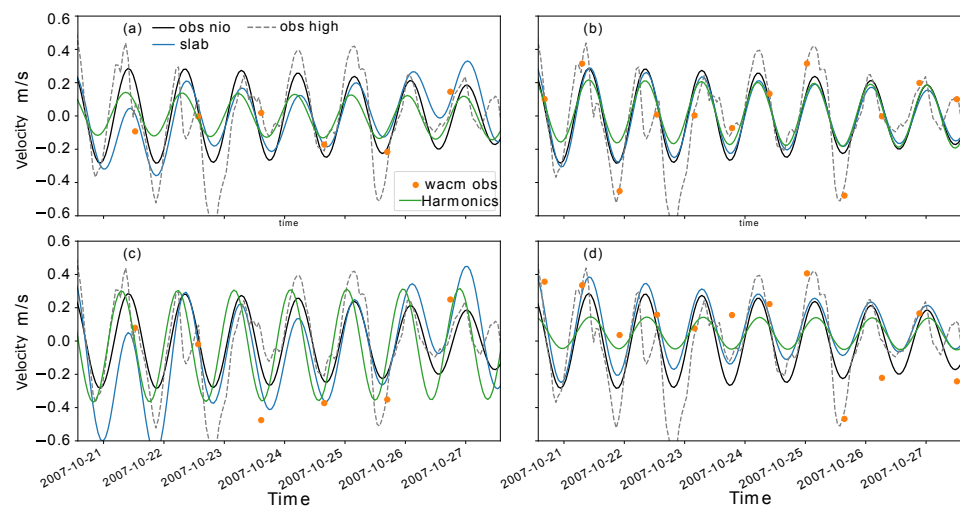 0.6
(a)
obs nio
obs high
slab
(b)
0.4
0.2
0.0
−0.2
−0.4
−0.6
Velocity m/s
wacm obs
Harmonics
time
time
0.6
(c)
(d)
0.4
0.2
0.0
−0.2
−0.4
−0.6
Velocity m/s
2007-10-21
2007-10-22
2007-10-23
2007-10-24
2007-10-25
2007-10-26
2007-10-27
Time
2007-10-21
2007-10-22
2007-10-23
2007-10-24
2007-10-25
2007-10-26
2007-10-27
Time